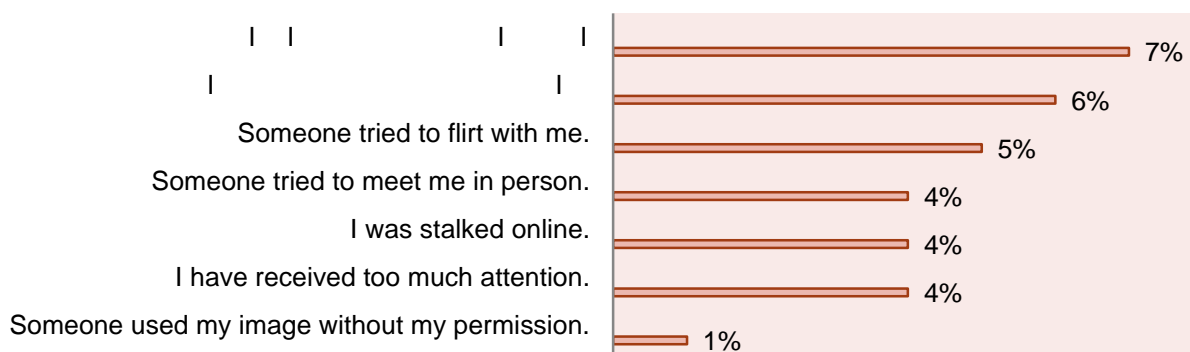 7%
6%
Someone tried to flirt with me.
5%
Someone tried to meet me in person.
4%
I was stalked online.
4%
I have received too much attention.
4%
Someone used my image without my permission.
1%